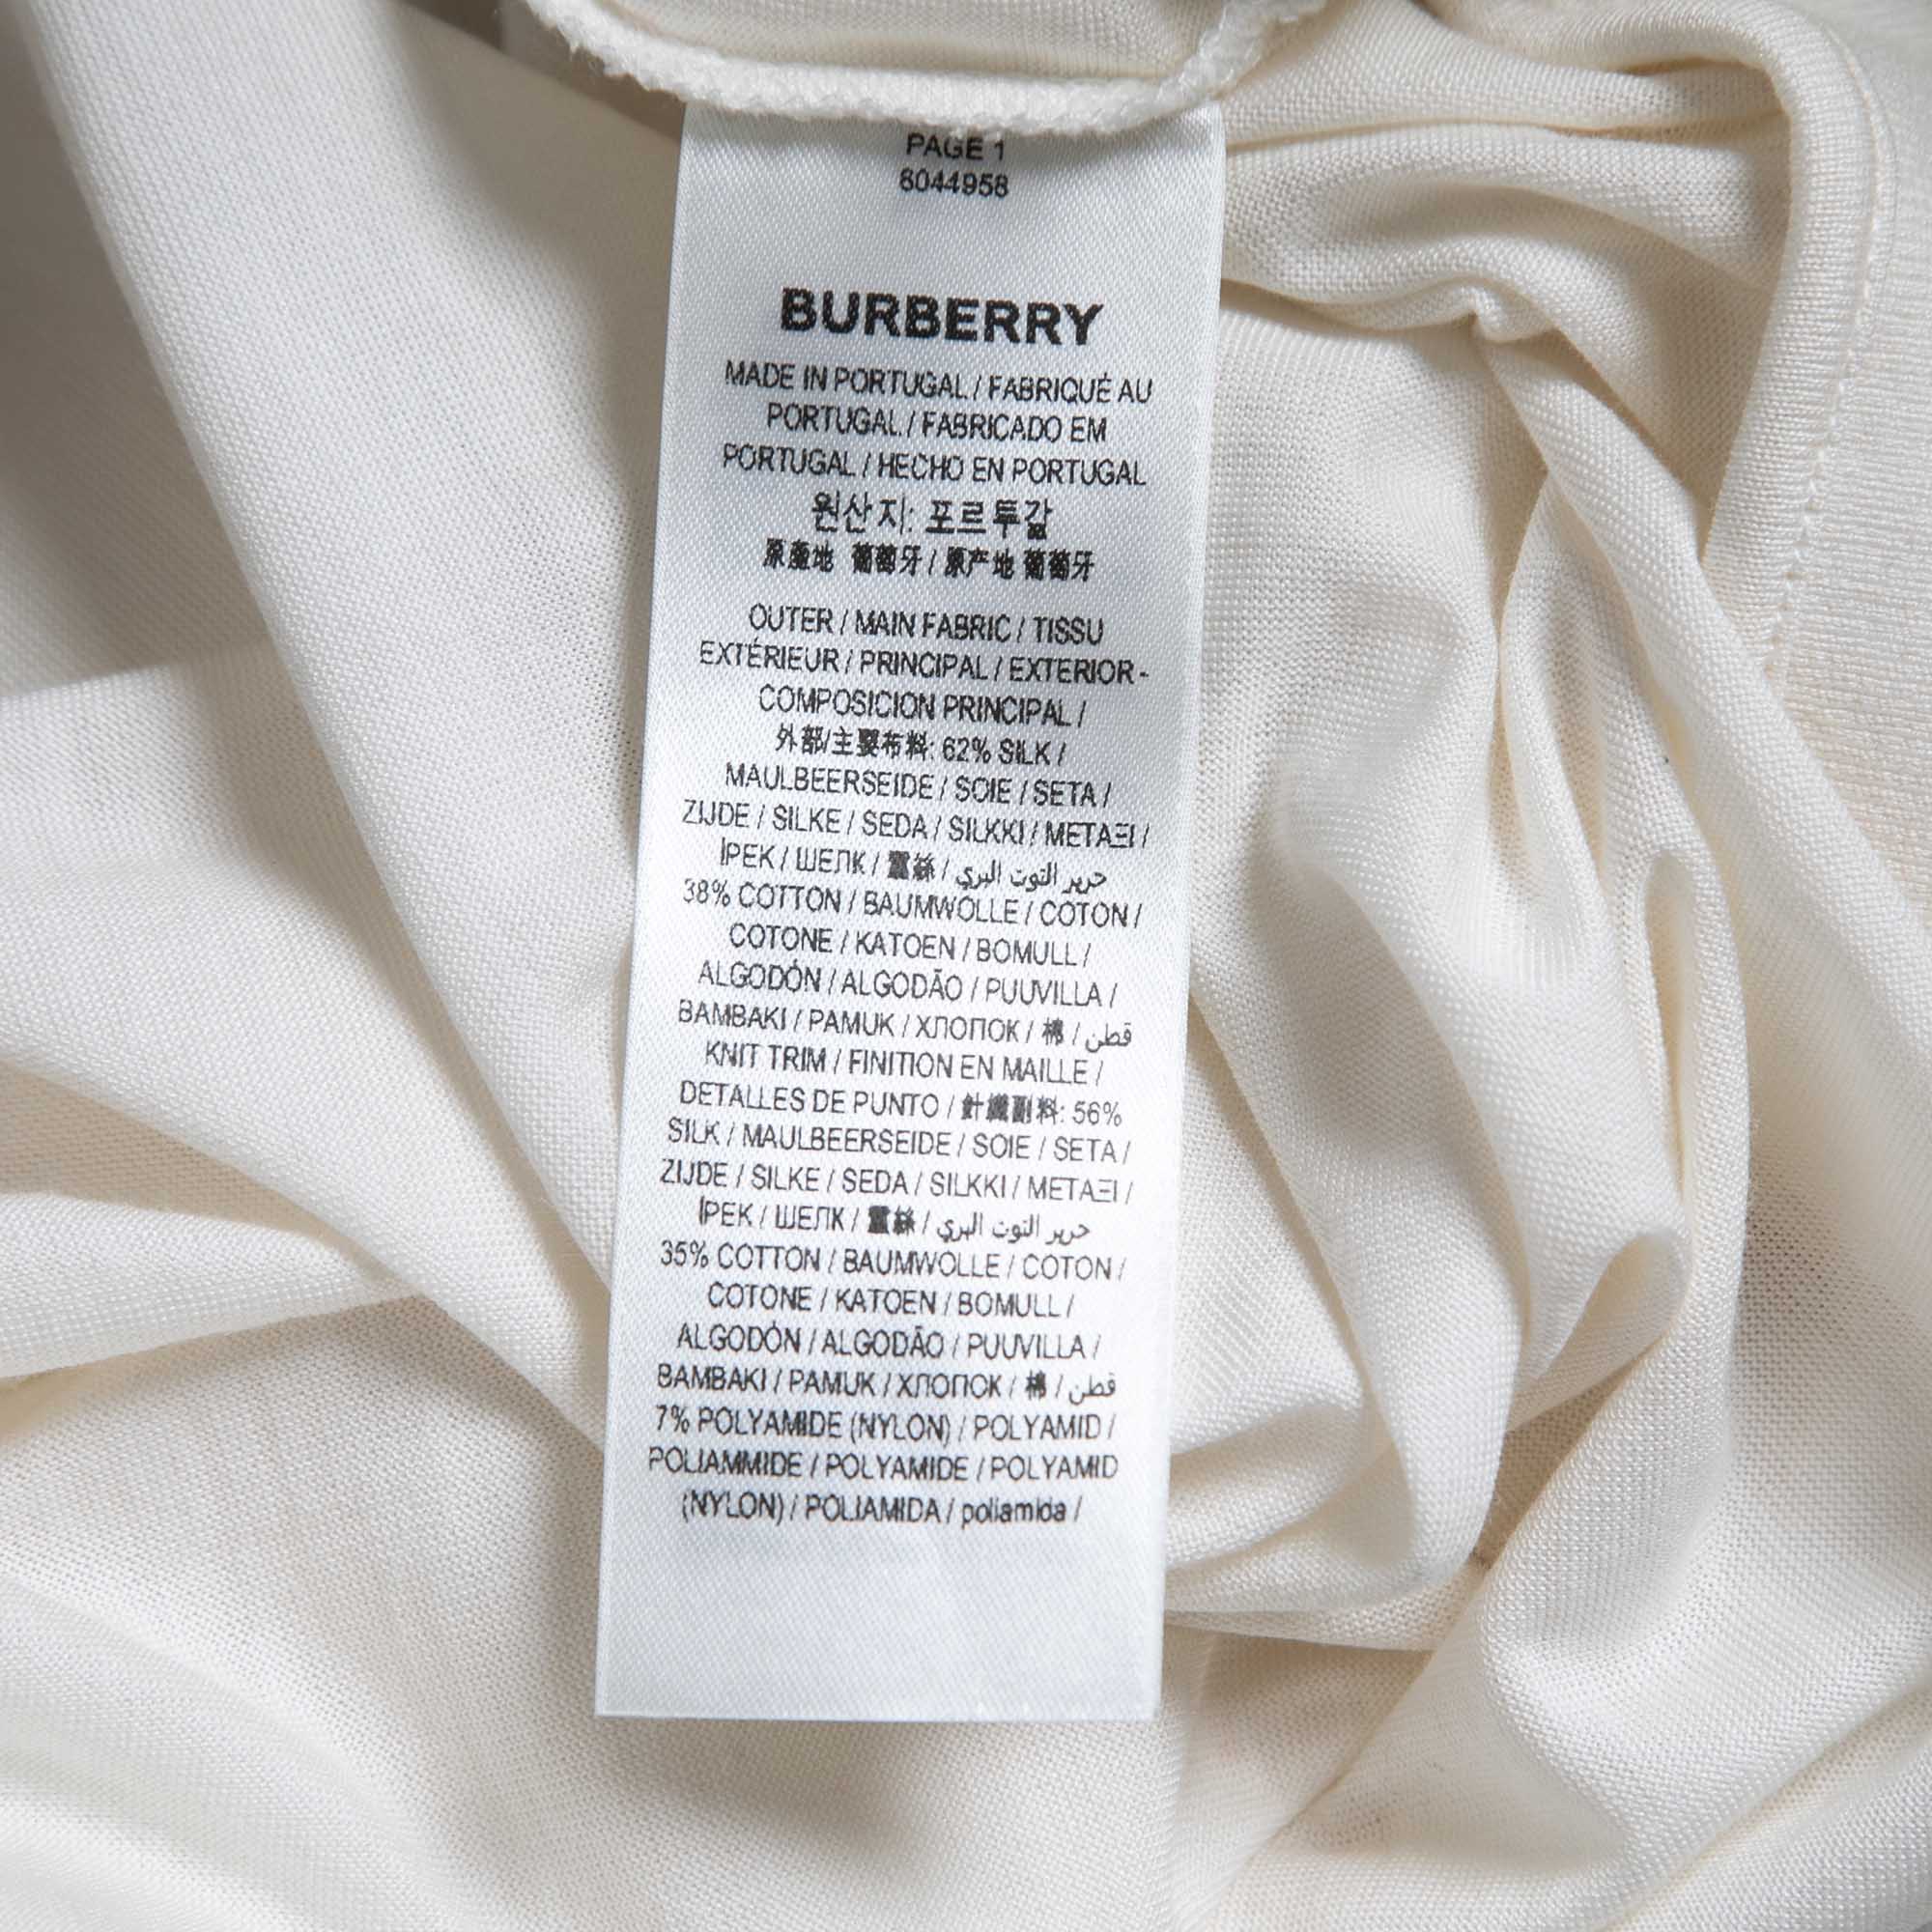 PAGE 1
8044958
BURBERRY
MADE IN PORTUGAL / FABRIQUÉ AU
PORTUGAL / FABRICADO EM
PORTUGAL / HECHO EN PORTUGAL
원산지: 포르투갈
原產地 葡萄牙 / 原产地 葡萄牙
OUTER / MAIN FABRIC / TISSU
EXTÉRIEUR / PRINCIPAL / EXTERIOR -
COMPOSICION PRINCIPAL /
外部/主要布料: 62% SILK /
MAULBEERSEIDE / SOIE / SETA /
ZIJDE / SILKE / SEDA / SILKKI / ΜΕΤΑΞΙ /
İPEK / ШЕЛК / 蠶絲 / حرير التوت البري
38% COTTON / BAUMWOLLE / COTON /
COTONE / KATOEN / BOMULL /
ALGODÓN / ALGODÃO / PUUVILLA /
BAMBAKI / PAMUK / ХЛОПОК / 棉 / قطن
KNIT TRIM / FINITION EN MAILLE /
DETALLES DE PUNTO / 針織副料: 56%
SILK / MAULBEERSEIDE / SOIE / SETA /
ZIJDE / SILKE / SEDA / SILKKI / ΜΕΤΑΞΙ /
İPEK / ШЕЛК / 蠶絲 / حرير التوت البري
35% COTTON / BAUMWOLLE / COTON /
COTONE / KATOEN / BOMULL /
ALGODÓN / ALGODÃO / PUUVILLA /
BAMBAKI / PAMUK / ХЛОПОК / 棉 / قطن
7% POLYAMIDE (NYLON) / POLYAMID /
POLIAMMIDE / POLYAMIDE / POLYAMID
(NYLON) / POLIAMIDA / poliamida /